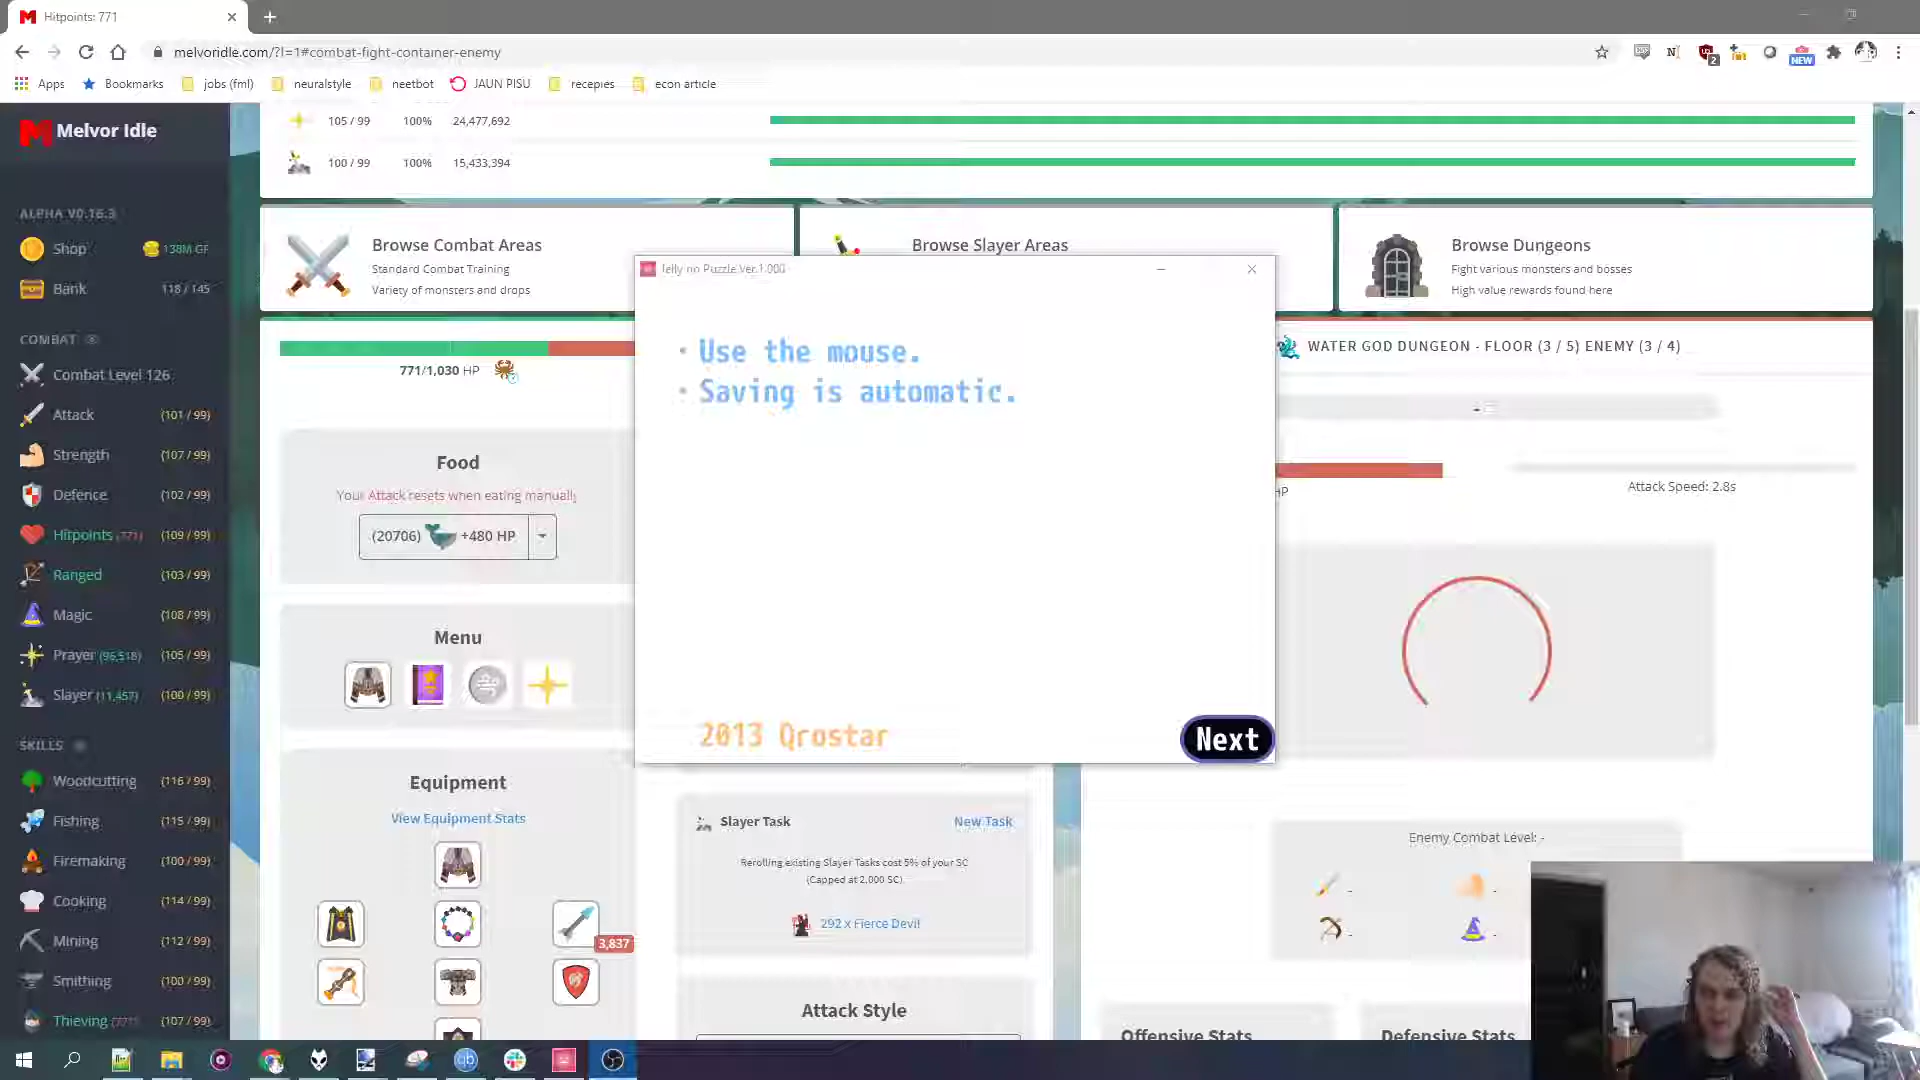 Hitpoints: 771
melvoridle.com/?l=1#combat-fight-container-enemy
Apps
Bookmarks
jobs (fml)
neuralstyle
neetbot
JAUN PISU
recepies
econ article
2
NEW
Melvor Idle
105 / 99 100% 24,477,692
100 / 99 100% 15,433,394
ALPHA V0.16.3
Shop
138M GP
Bank
118 / 145
Browse Combat Areas
Standard Combat Training
Variety of monsters and drops
Browse Slayer Areas
Browse Dungeons
Fight various monsters and bosses
High value rewards found here
COMBAT
Combat Level 126
Attack (101 / 99)
Strength (107 / 99)
Defence (102 / 99)
Hitpoints (771) (109 / 99)
Ranged (103 / 99)
Magic (108 / 99)
Prayer (96,518) (105 / 99)
Slayer (11,457) (100 / 99)
SKILLS
Woodcutting (116 / 99)
Fishing (115 / 99)
Firemaking (100 / 99)
Cooking (114 / 99)
Mining (112 / 99)
Smithing (100 / 99)
Thieving (771) (107 / 99)
771/1,030 HP
Food
Your Attack resets when eating manually
(20706) +480 HP
Menu
Equipment
View Equipment Stats
3,837
Jelly no Puzzle Ver.1.000
• Use the mouse.
• Saving is automatic.
2013 Qrostar
Next
WATER GOD DUNGEON - FLOOR (3 / 5) ENEMY (3 / 4)
-
HP
Attack Speed: 2.8s
Slayer Task
New Task
Rerolling existing Slayer Tasks cost 5% of your SC
(Capped at 2,000 SC).
292 x Fierce Devil
Attack Style
Enemy Combat Level: -
- -
- -
Offensive Stats
Defensive Stats
qb